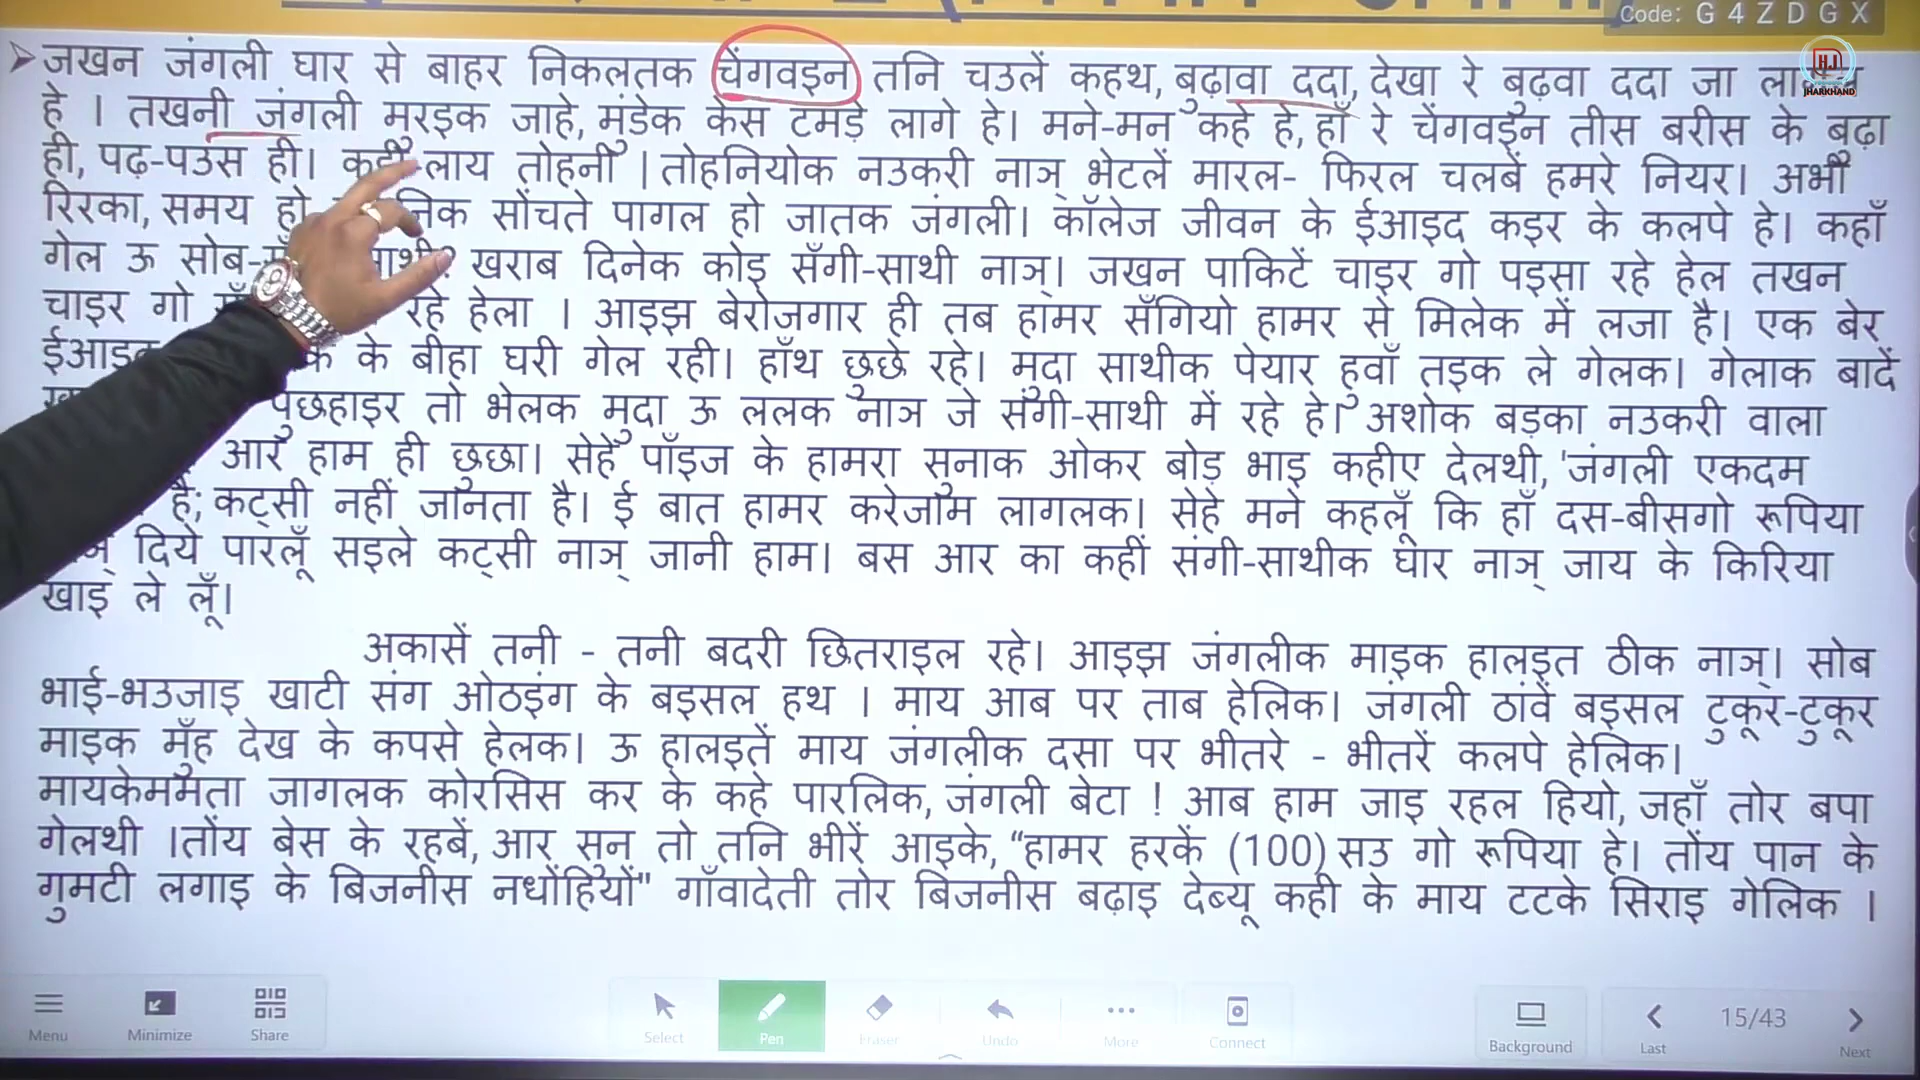 Code: G 4 Z D G X
HJ
JHARKHAND
➤जखन जंगली घार से बाहर निकलतक चेंगवइन तनि चउलें कहथ, बुढ़ावा ददा, देखा रे बुढ़वा ददा जा
हे । तखनी जंगली मुरइक जाहे, मुंडेक केंस टमड़े लागे हे। मने-मन कहे हे, हाँ रे चेंगवइन तीस बरीस के बढ़ा
ही, पढ़-पउस ही। लाय तोहनी । तोहनियोक नउकरी नाञ् भेटलें मारल- फिरल चलबें हमरे नियर। अभी
रिरका, समय सोंचते पागल हो जातक जंगली। कॉलेज जीवन के ईआइद कइर के कलपे हे। कहाँ
गेल ऊ सोब- खराब दिनेक कोइ सँगी-साथी नाञ्। जखन पाकिटें चाइर गो पइसा रहे हेल तखन
चाइर गो रहे हेला । आइझ बेरोजगार ही तब हामर सँगियो हामर से मिलेक में लजा है। एक बेर
के बीहा घरी गेल रही। हाँथ छुछे रहे। मुदा साथीक पेयार हुवाँ तइक ले गेलक। गेलाक बादें
पुछहाइर तो भेलक मुदा ऊ ललक नाञ जे संगी-साथी में रहे हे। अशोक बड़का नउकरी वाला
आर हाम ही छुछा। सेहे पाँइज के हामरा सुनाक ओकर बोड़ भाइ कहीए देलथी, 'जंगली एकदम
है; कट्सी नहीं जानता है। ई बात हामर करेजाँम लागलक। सेहे मने कहलूँ कि हाँ दस-बीसगो रूपिया
दिये पारलूँ सइले कट्सी नाञ् जानी हाम। बस आर का कहीं संगी-साथीक घार नाञ् जाय के किरिया
खाइ ले लूँ।
अकासें तनी - तनी बदरी छितराइल रहे। आइझ जंगलीक माइक हालइत ठीक नाञ्। सोब
भाई-भउजाइ खाटी संग ओठइंग के बइसल हथ । माय आब पर ताब हेलिक। जंगली ठांवें बइसल टुकूर-टुकूर
माइक मुँह देख के कपसे हेलक। ऊ हालइतें माय जंगलीक दसा पर भीतरे - भीतरें कलपे हेलिक।
मायकेममता जागलक कोरसिस कर के कहे पारलिक, जंगली बेटा ! आब हाम जाइ रहल हियो, जहाँ तोर बपा
गेलथी ।तोंय बेस के रहबें, आर सुन तो तनि भीरें आइके, “हामर हरकें (100) सउ गो रूपिया हे। तोंय पान के
गुमटी लगाइ के बिजनीस नधोंहियों" गाँवादेती तोर बिजनीस बढ़ाइ देब्यू कही के माय टटके सिराइ गेलिक ।
Menu Minimize Share Select Pen Eraser Undo More Connect Background Last 15/43 Next